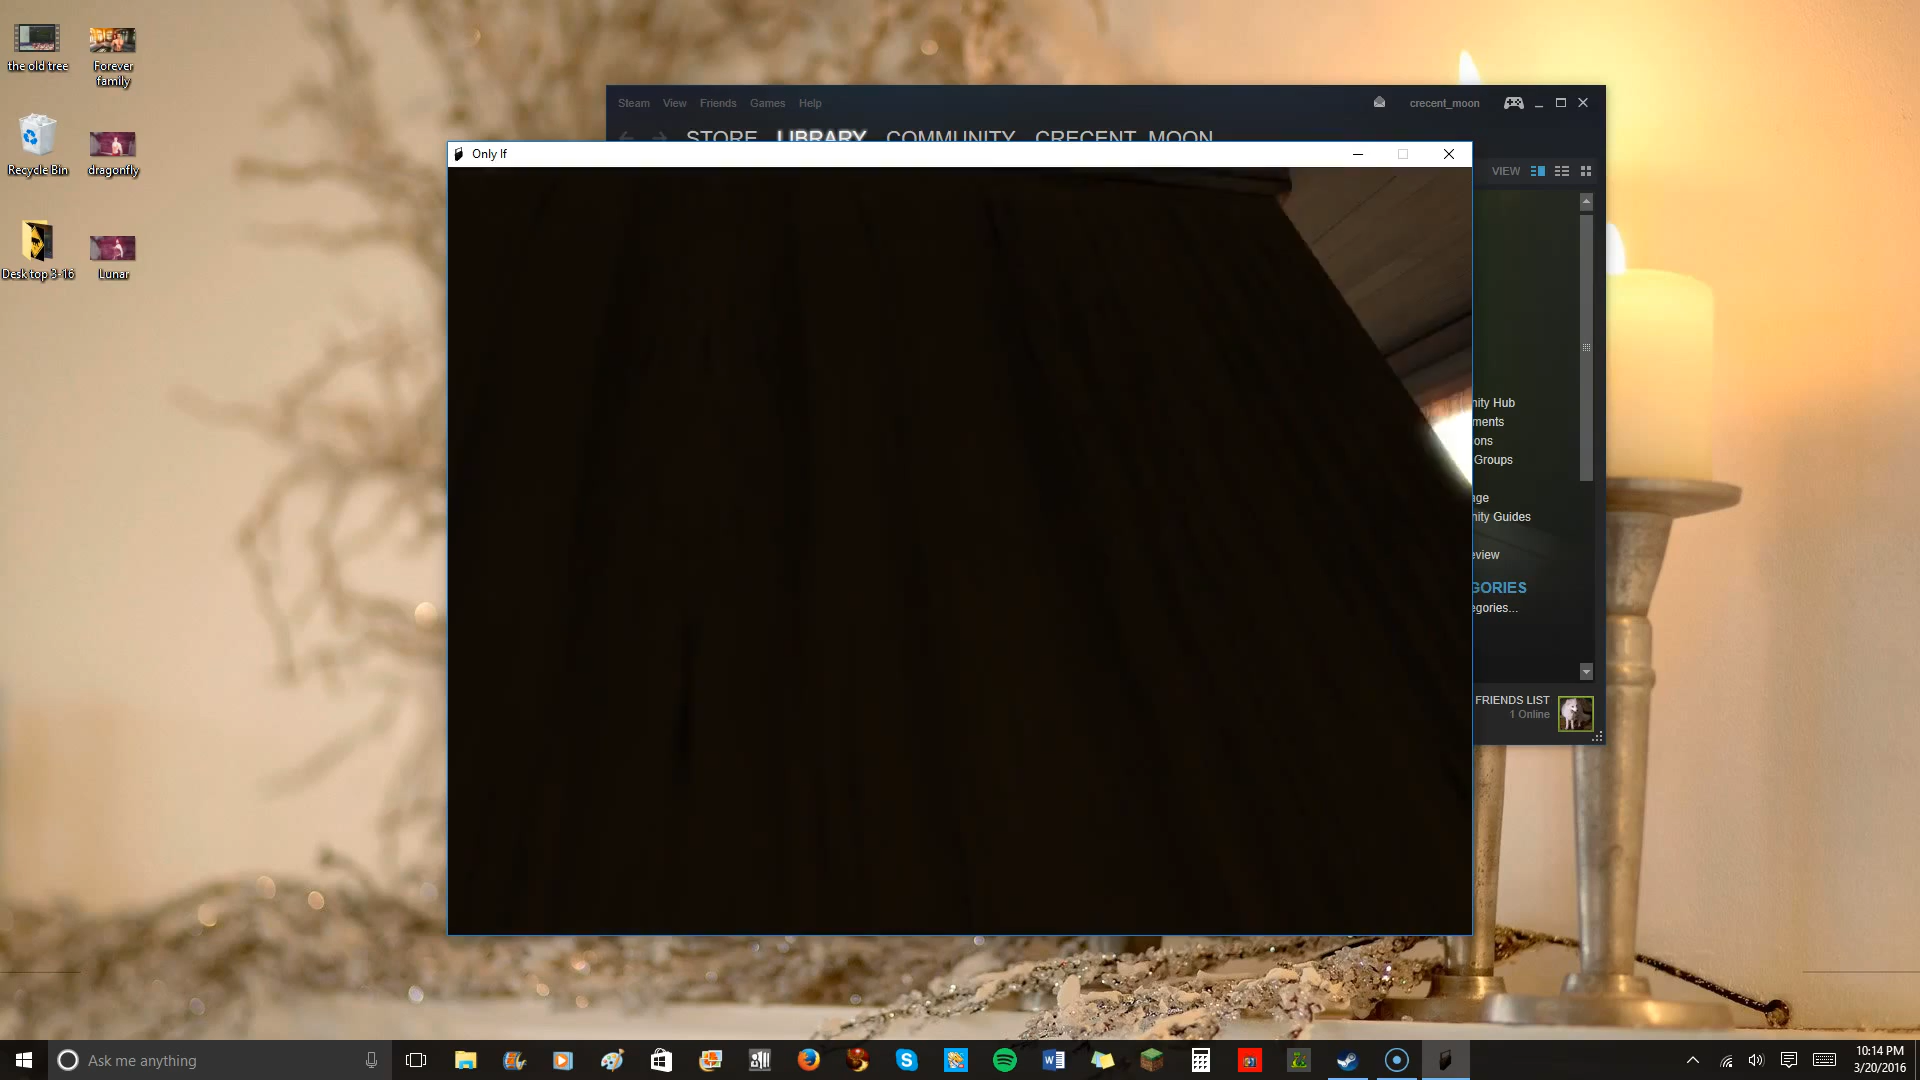 the old tree
Forever
family
Recycle Bin
dragonfly
Desk top 3-16
Lunar
Steam View Friends Games Help
crecent_moon
STORE LIBRARY COMMUNITY CRECENT_MOON
Only If
VIEW
nity Hub
ments
ons
Groups
nity Guides
eview
GORIES
egories...
FRIENDS LIST
1 Online
Ask me anything
10:14 PM
3/20/2016